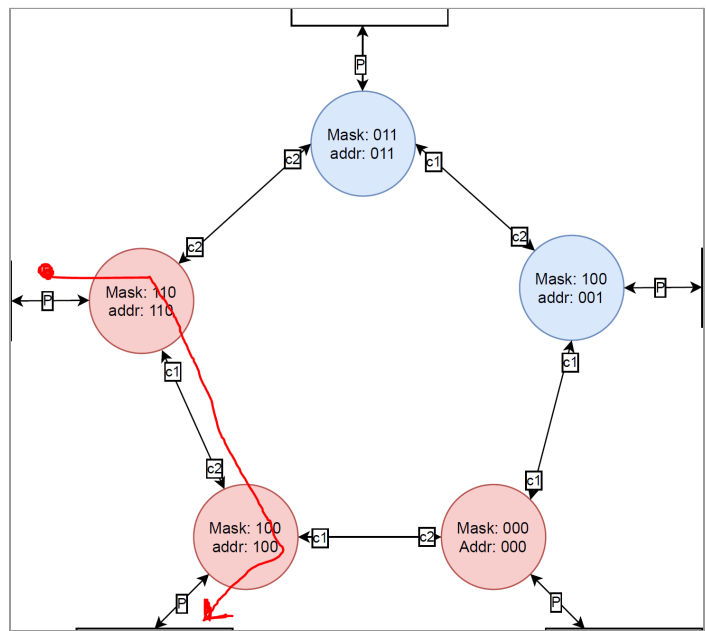 P
Mask: 011
addr: 011
c2
c1
c2
c2
Mask: 110
addr: 110
P
Mask: 100
addr: 001
P
c1
c1
c2
c1
Mask: 100
addr: 100
c1
c2
Mask: 000
Addr: 000
P
P